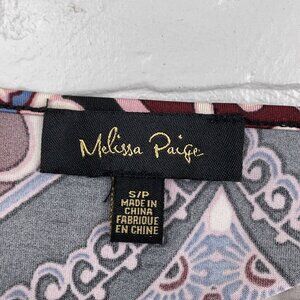 Melissa Paige
S/P
MADE IN
CHINA
FABRIQUE
EN CHINE